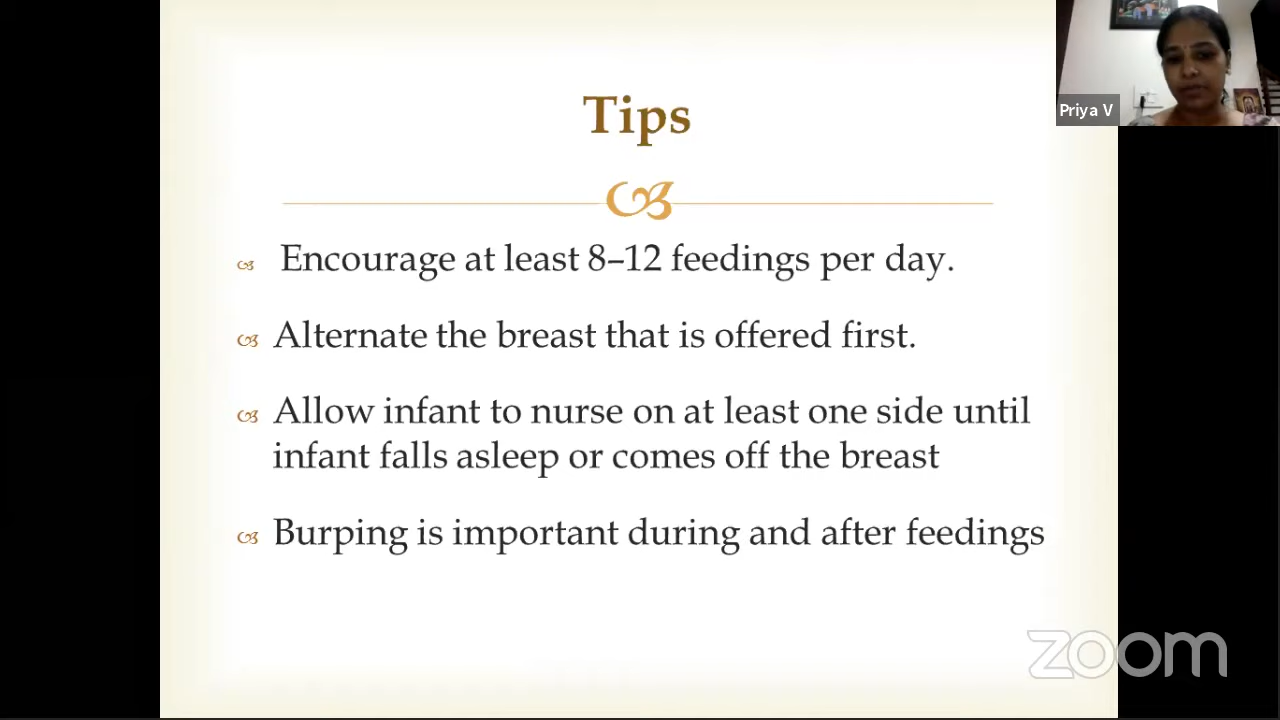 Tips
Encourage at least 8–12 feedings per day.
Alternate the breast that is offered first.
Allow infant to nurse on at least one side until
infant falls asleep or comes off the breast
Burping is important during and after feedings
Priya V
zoom